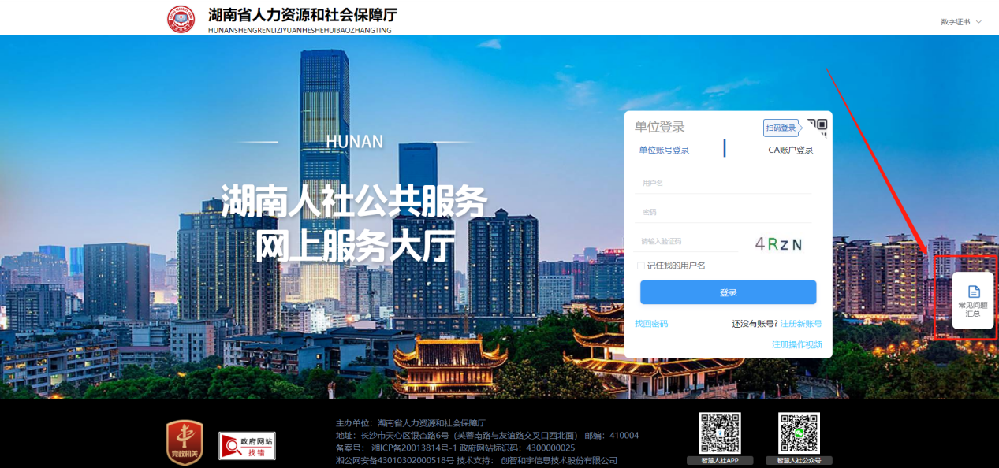 湖南省人力资源和社会保障厅
HUNANSHENGRENLIZIYUANHESHEHUIBAOZHANGTING
数字证书
HUNAN
湖南人社公共服务
网上服务大厅
单位登录
扫码登录
单位账号登录
CA账户登录
用户名
密码
请输入验证码
4RzN
记住我的用户名
登录
找回密码
还没有账号? 注册新账号
注册操作视频
常见问题
汇总
党政机关
政府网站
找错
主办单位：湖南省人力资源和社会保障厅
地址：长沙市天心区银杏路6号（芙蓉南路与友谊路交叉口西北面） 邮编：410004
备案号： 湘ICP备20013814号-1 政府网站标识码：4300000025
湘公网安备43010302000518号 技术支持： 创智和宇信息技术股份有限公司
智慧人社APP
智慧人社公众号